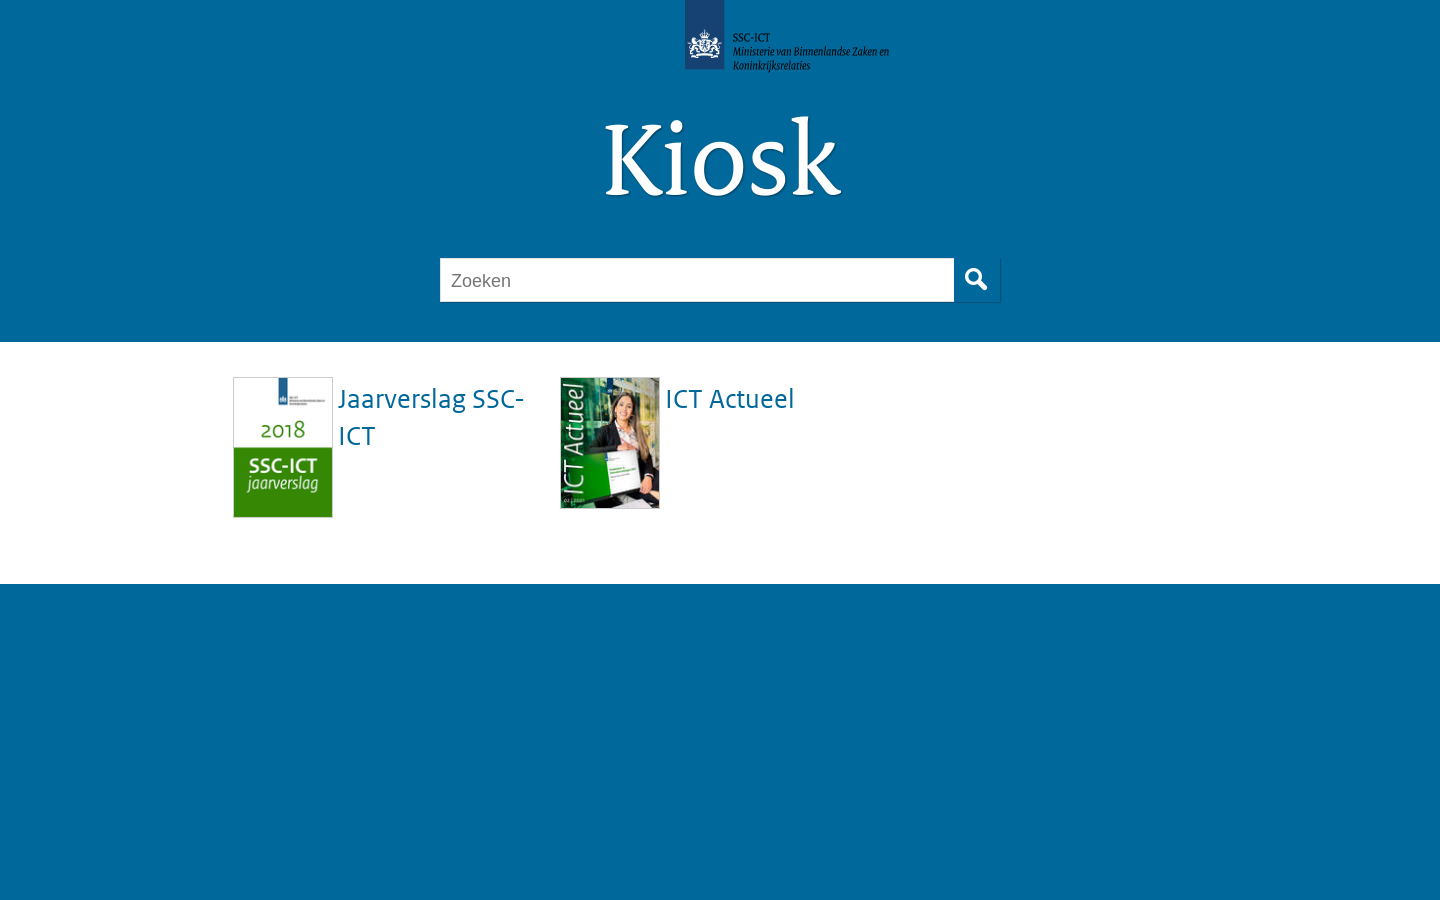 SSC-ICT
Ministerie van Binnenlandse Zaken en
Koninkrijksrelaties
Kiosk
Zoeken
2018
SSC-ICT
jaarverslag
Jaarverslag SSC-
ICT
ICT Actueel
ICT Actueel